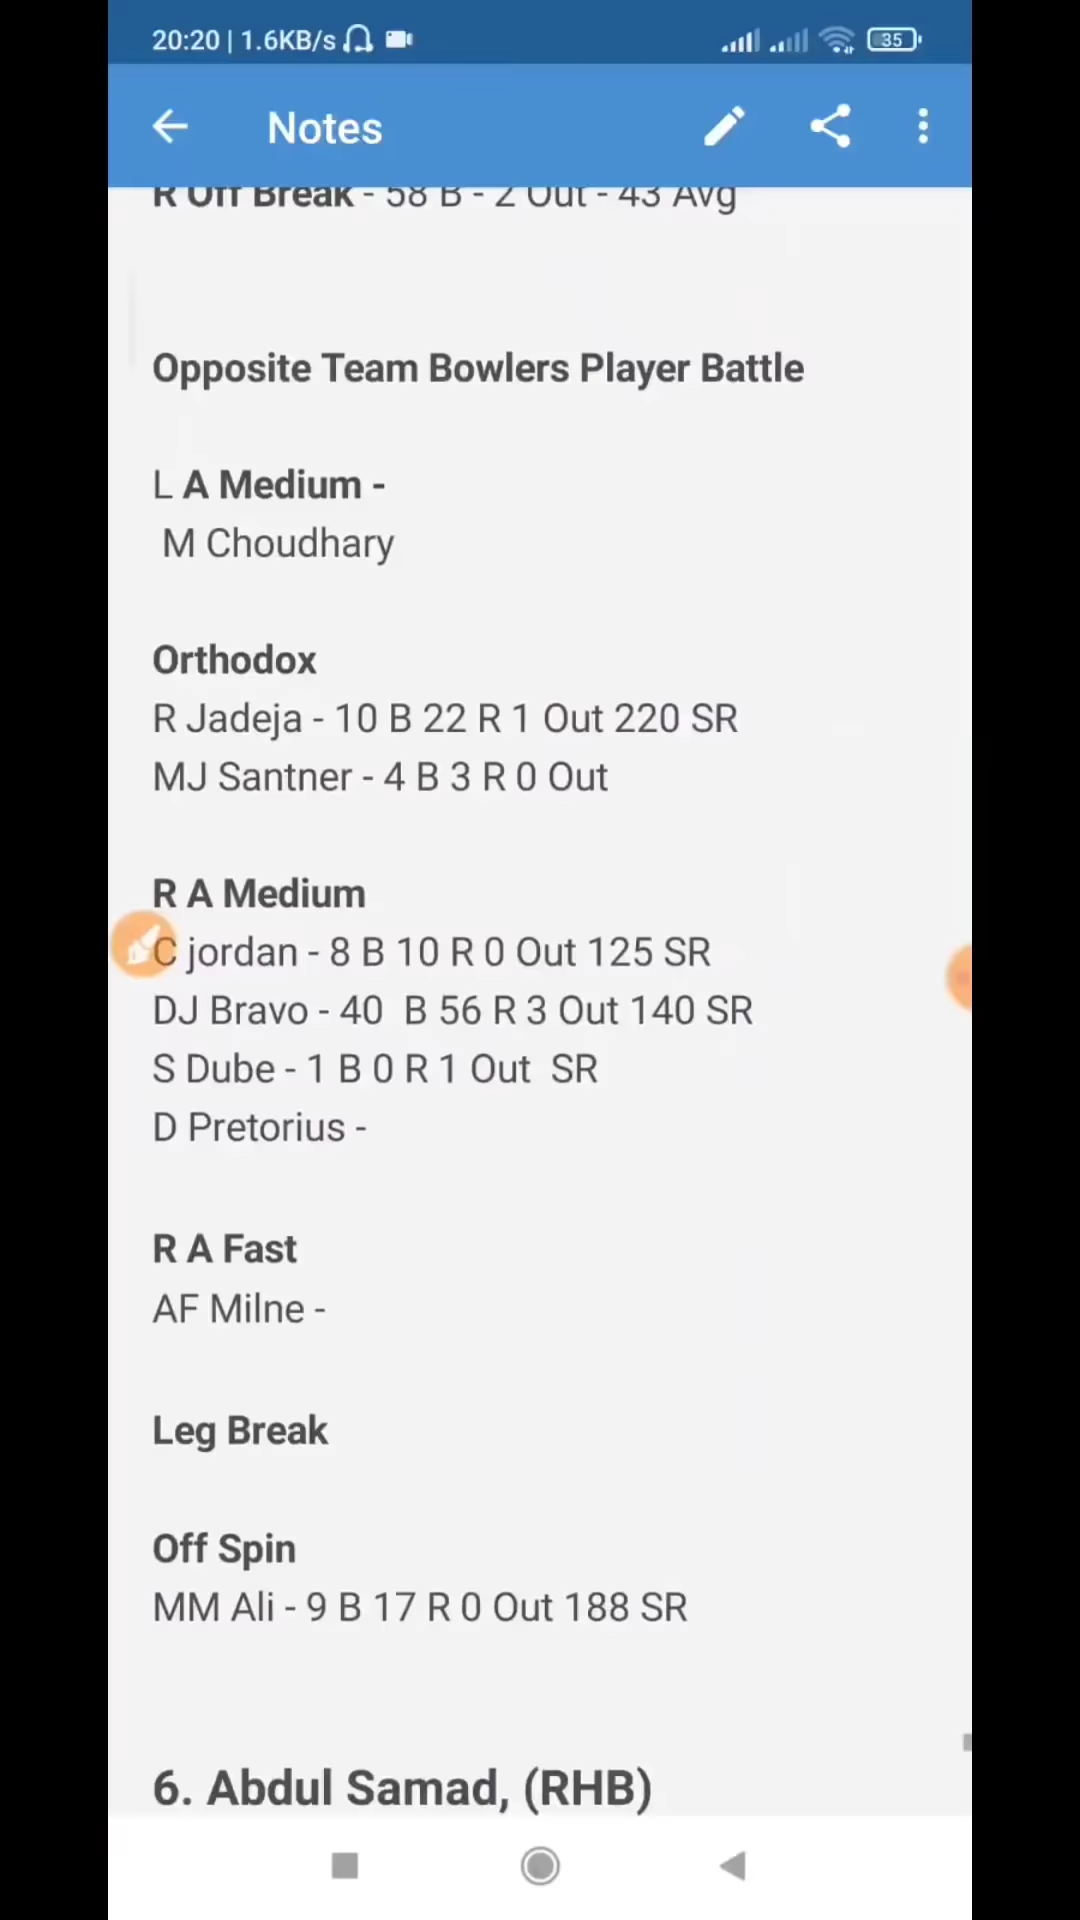 20:20 | 1.6KB/s
35
Notes
R Off Break - 58 B - 2 Out - 43 Avg
Opposite Team Bowlers Player Battle
L A Medium -
M Choudhary
Orthodox
R Jadeja - 10 B 22 R 1 Out 220 SR
MJ Santner - 4 B 3 R 0 Out
R A Medium
C jordan - 8 B 10 R 0 Out 125 SR
DJ Bravo - 40 B 56 R 3 Out 140 SR
S Dube - 1 B 0 R 1 Out SR
D Pretorius -
R A Fast
AF Milne -
Leg Break
Off Spin
MM Ali - 9 B 17 R 0 Out 188 SR
6. Abdul Samad, (RHB)